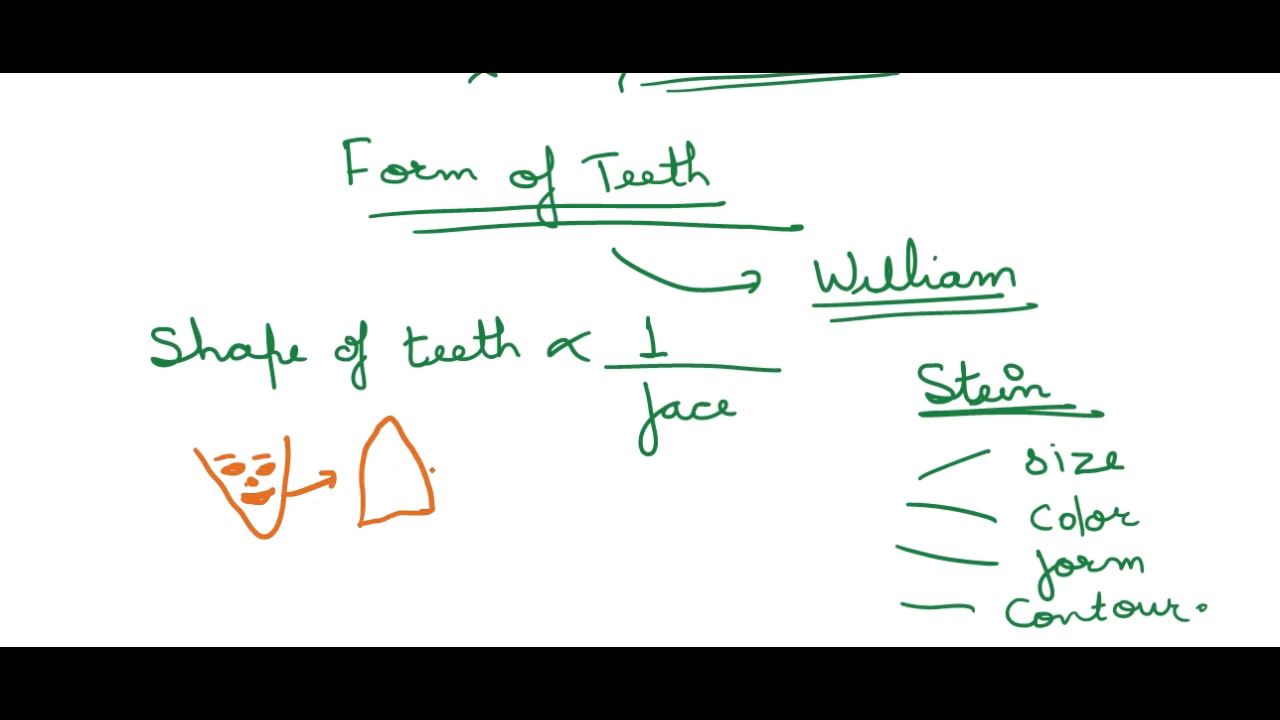 Form of Teeth
William
Shape of teeth ∝ 1
face
Stein
size
color
form
Contour.